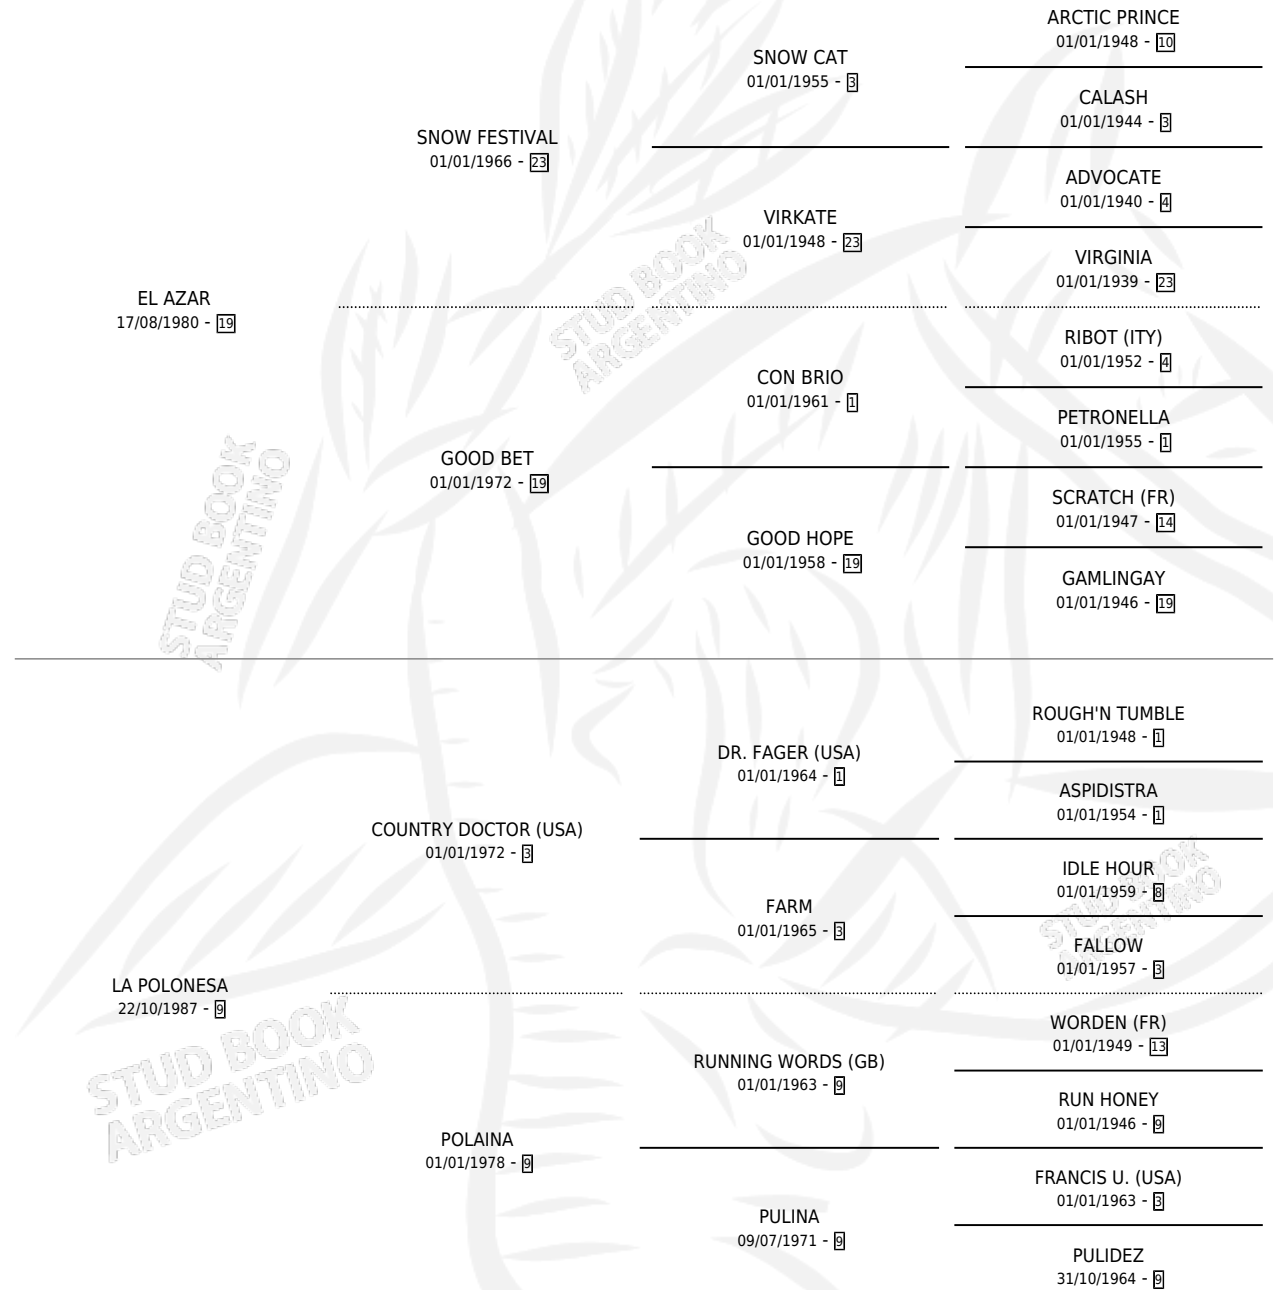 ARCTIC PRINCE
01/01/1948 - 10
SNOW CAT
01/01/1955 - 3
CALASH
01/01/1944 - 3
SNOW FESTIVAL
01/01/1966 - 23
ADVOCATE
01/01/1940 - 4
VIRKATE
01/01/1948 - 23
VIRGINIA
01/01/1939 - 23
EL AZAR
17/08/1980 - 19
RIBOT (ITY)
01/01/1952 - 4
CON BRIO
01/01/1961 - 1
PETRONELLA
01/01/1955 - 1
GOOD BET
01/01/1972 - 19
SCRATCH (FR)
01/01/1947 - 14
GOOD HOPE
01/01/1958 - 19
GAMLINGAY
01/01/1946 - 19
STUD BOOK
ARGENTINO
STUD BOOK
ARGENTINO
ROUGH'N TUMBLE
01/01/1948 - 1
DR. FAGER (USA)
01/01/1964 - 1
ASPIDISTRA
01/01/1954 - 1
COUNTRY DOCTOR (USA)
01/01/1972 - 3
IDLE HOUR
01/01/1959 - 8
FARM
01/01/1965 - 3
FALLOW
01/01/1957 - 3
LA POLONESA
22/10/1987 - 9
WORDEN (FR)
01/01/1949 - 13
RUNNING WORDS (GB)
01/01/1963 - 9
RUN HONEY
01/01/1946 - 9
POLAINA
01/01/1978 - 9
FRANCIS U. (USA)
01/01/1963 - 3
PULINA
09/07/1971 - 9
PULIDEZ
31/10/1964 - 9
STUD BOOK
ARGENTINO
STUD BOOK
ARGENTINO